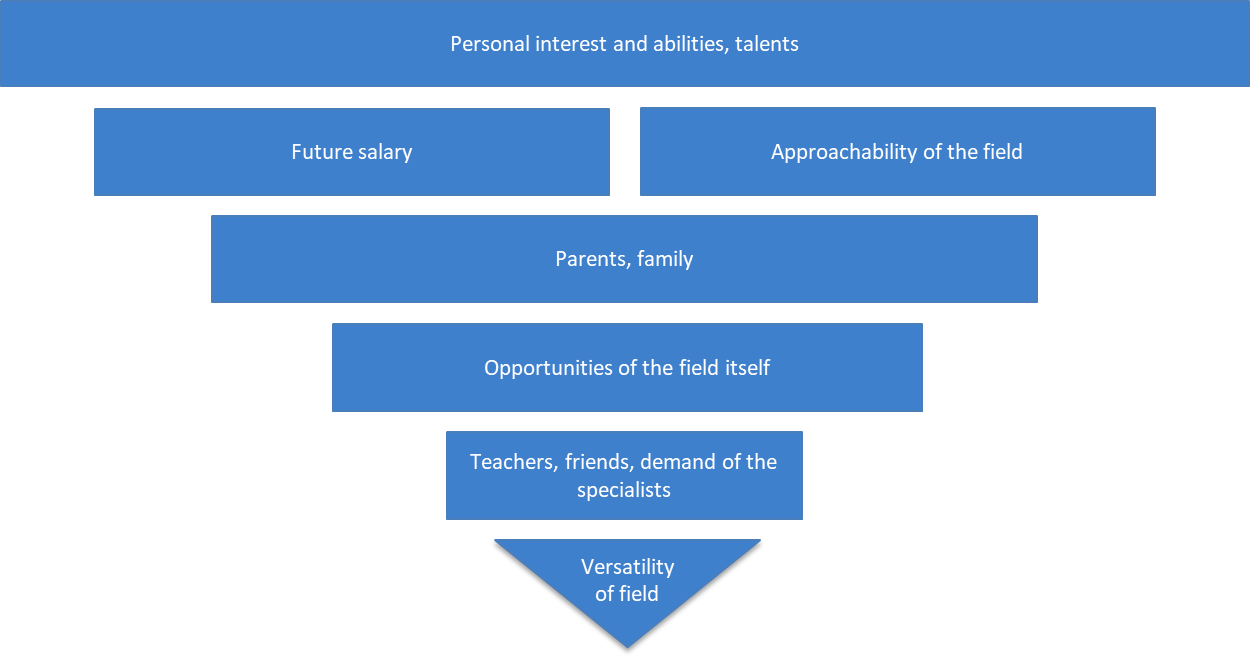 Personal interest and abilities, talents
Future salary
Approachability of the field
Parents, family
Opportunities of the field itself
Teachers, friends, demand of the
specialists
Versatility
of field